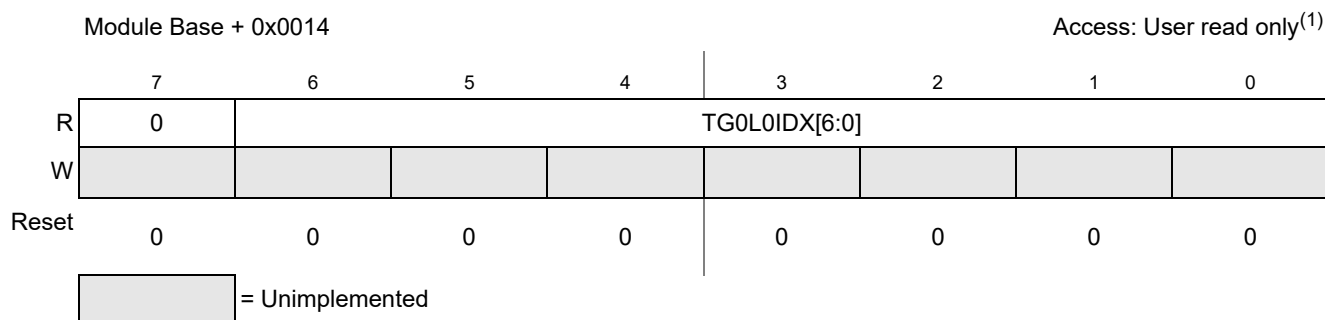 Module Base + 0x0014 Access: User read only(1)
7 6 5 4 3 2 1 0
R 0 TG0L0IDX[6:0]
W
Reset 0 0 0 0 0 0 0 0
= Unimplemented